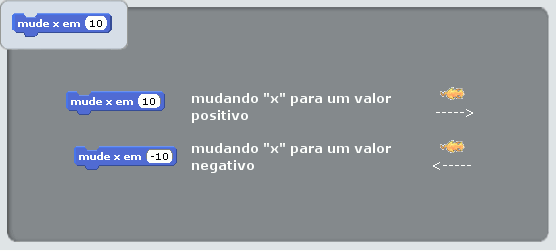 mude x em 10
mude x em 10
mudando "x" para um valor
positivo
----->
mude x em -10
mudando "x" para um valor
negativo
<-----